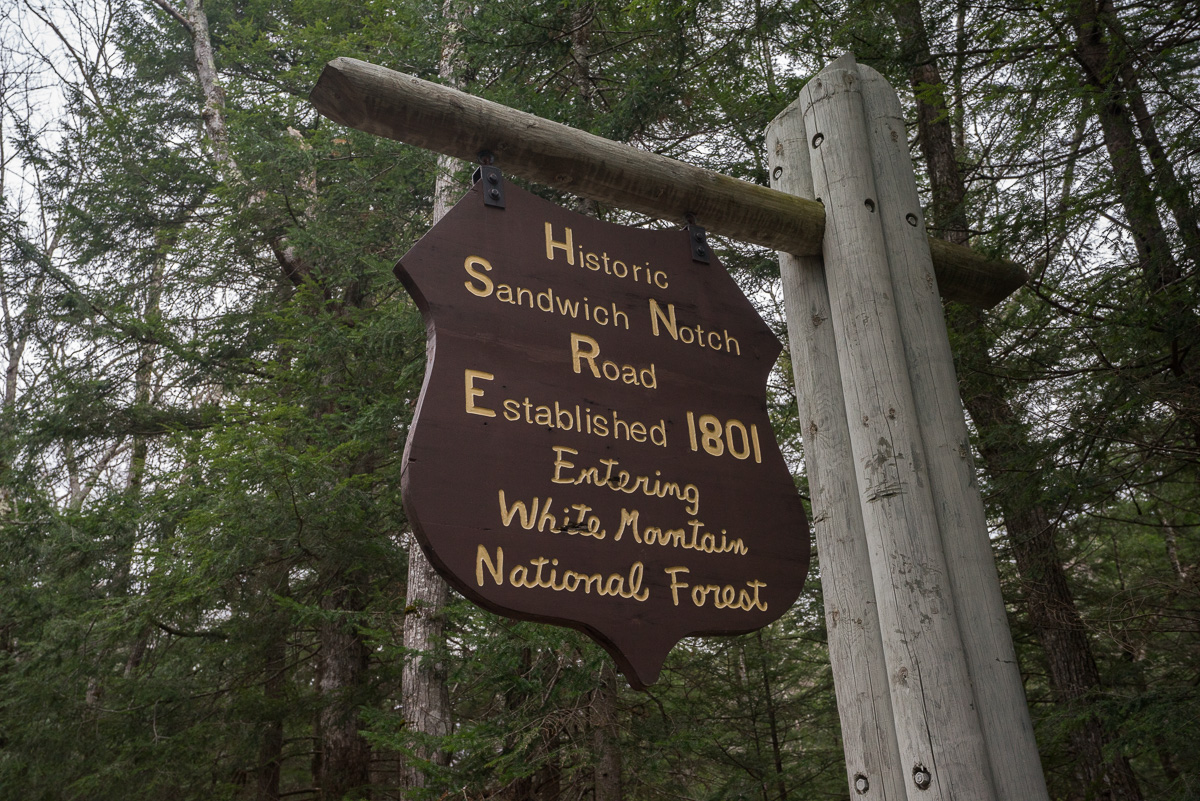 Historic
Sandwich Notch
Road
Established 1801
Entering
White Mountain
National Forest